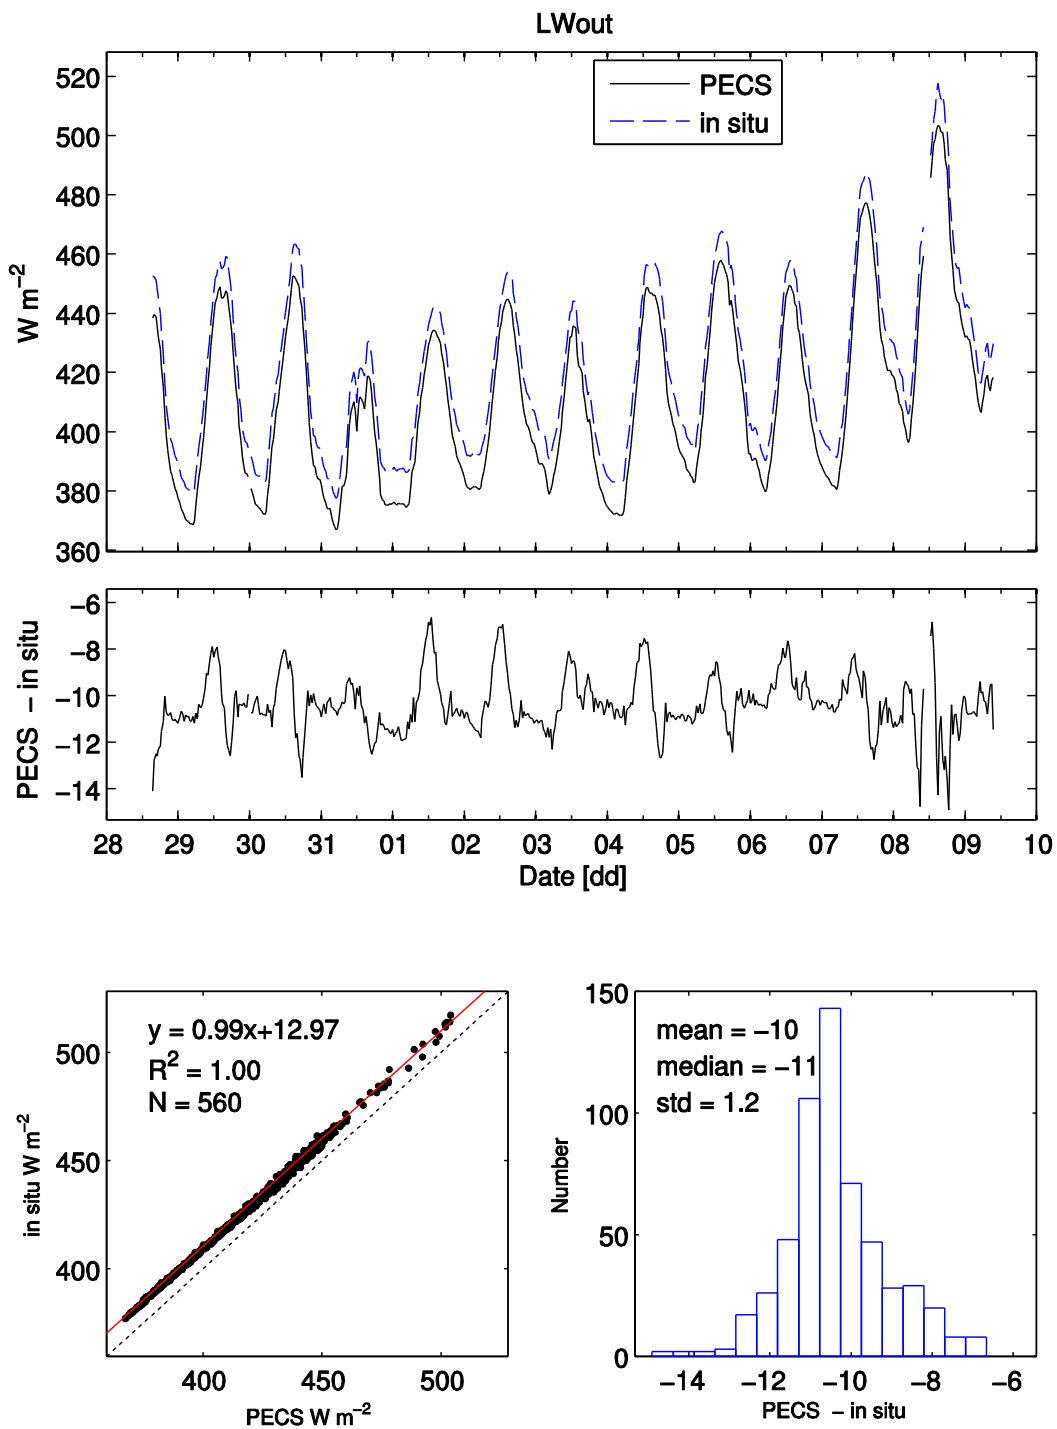 LWout
520
500
480
460
440
420
400
380
360
W m−2
PECS
in situ
−6
−8
−10
−12
−14
PECS − in situ
28 29 30 31 01 02 03 04 05 06 07 08 09 10
Date [dd]
y = 0.99x+12.97
R2 = 1.00
N = 560
500
450
400
in situ W m−2
400 450 500
PECS W m−2
mean = −10
median = −11
std = 1.2
150
100
50
0
Number
−14 −12 −10 −8 −6
PECS − in situ